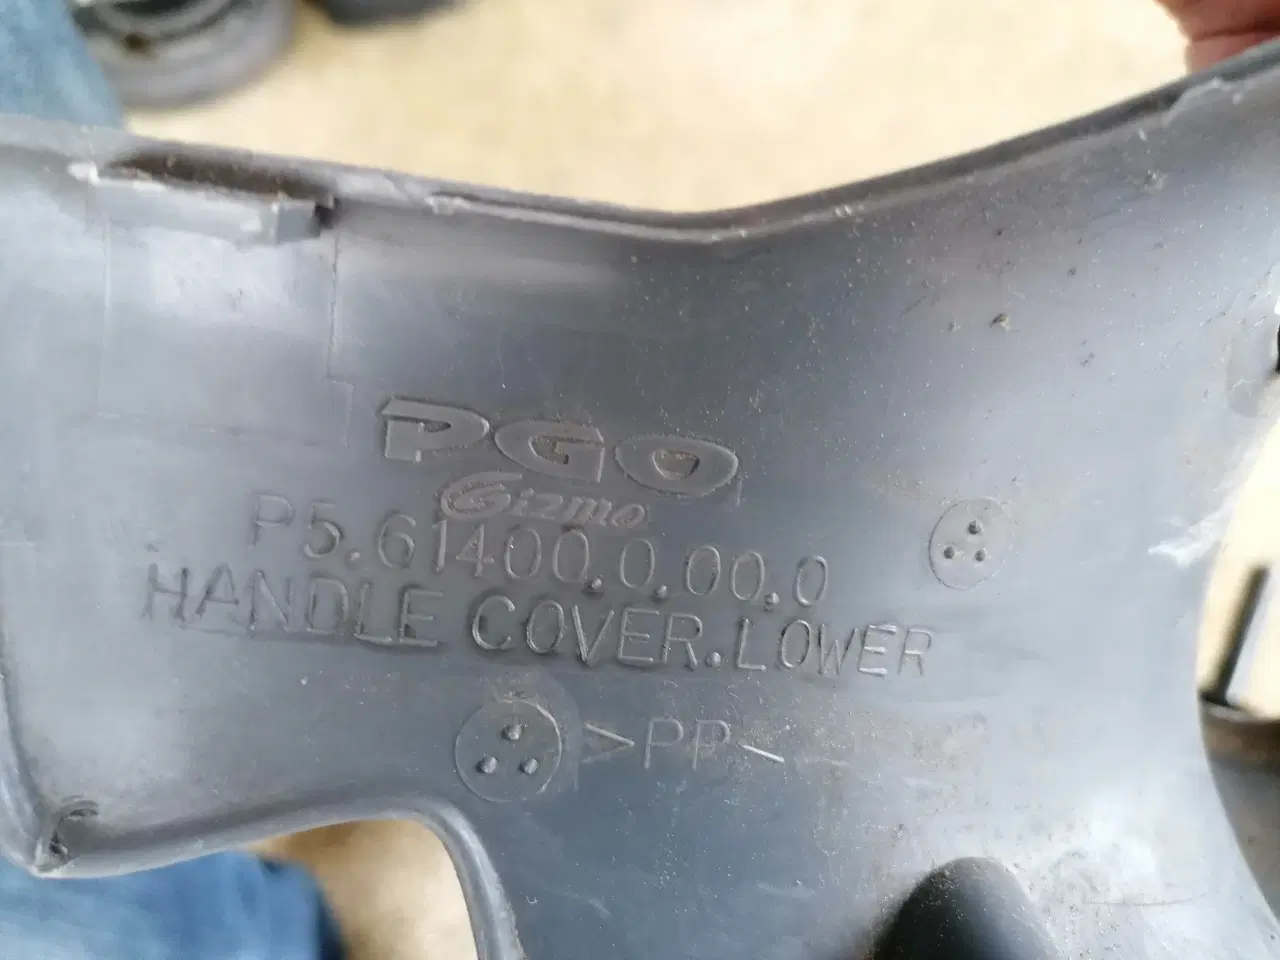 PGO
Gizmo
P5.61400.0.00.0
HANDLE COVER.LOWER
>PP<